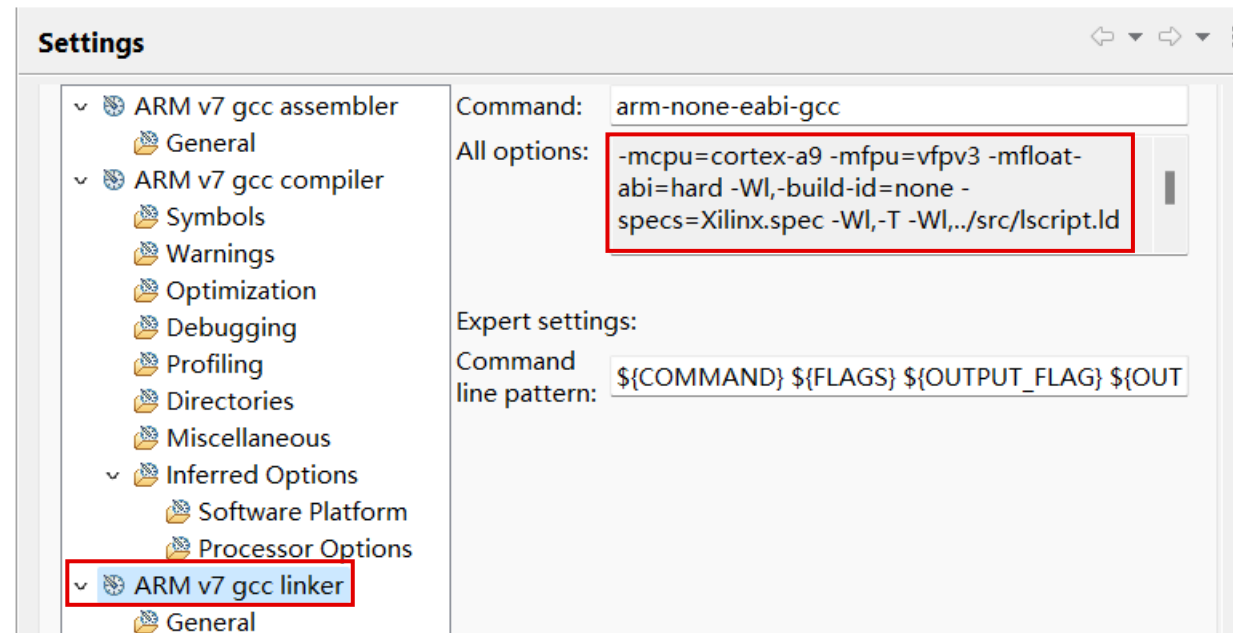 Settings
ARM v7 gcc assembler
General
ARM v7 gcc compiler
Symbols
Warnings
Optimization
Debugging
Profiling
Directories
Miscellaneous
Inferred Options
Software Platform
Processor Options
ARM v7 gcc linker
General
Command:
arm-none-eabi-gcc
All options:
-mcpu=cortex-a9 -mfpu=vfpv3 -mfloat-
abi=hard -Wl,-build-id=none -
specs=Xilinx.spec -Wl,-T -Wl,../src/lscript.ld
Expert settings:
Command
line pattern:
${COMMAND} ${FLAGS} ${OUTPUT_FLAG} ${OUT